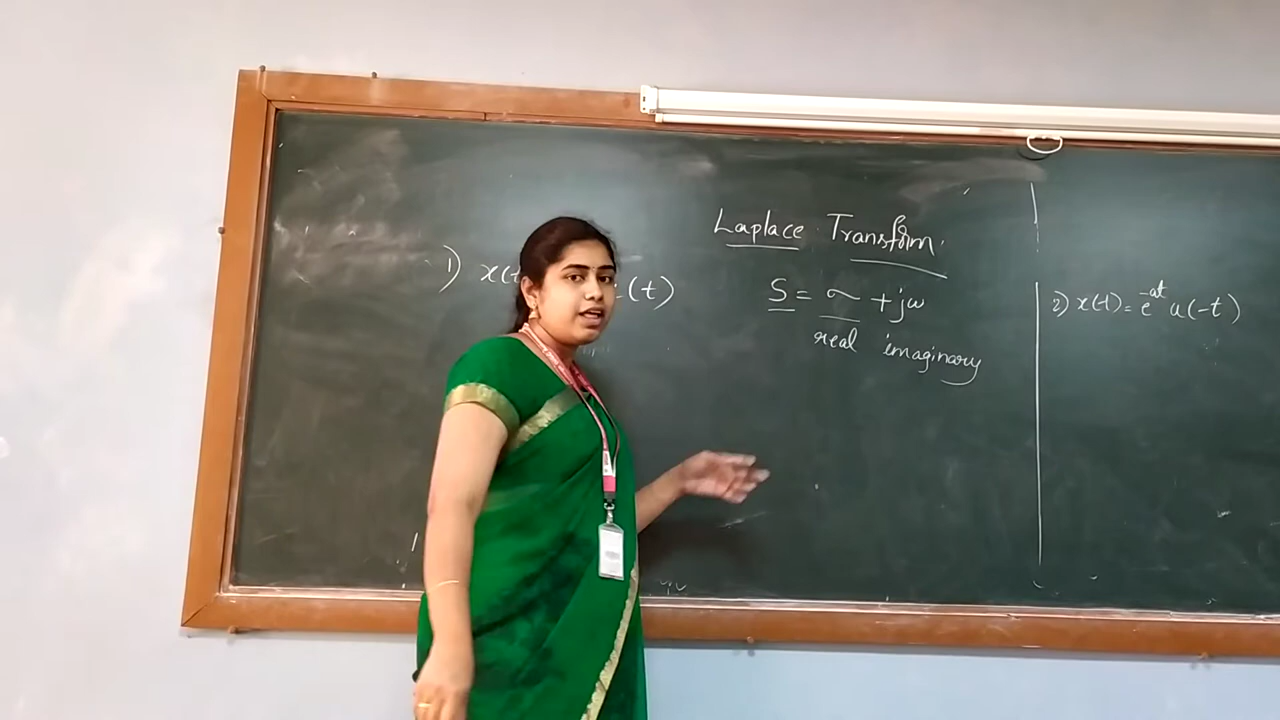 Laplace Transform.
1) x(t (t)
S = σ + jω
real imaginary
2) x(t) = e^-at u(-t)